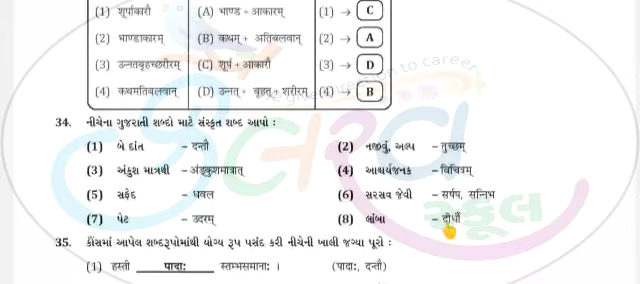 (1) शूर्पाकारौ (A) भाण्ड + आकारम् (1) → C
(2) भाण्डाकारम् (B) कथम् + अतिबलवान् (2) → A
(3) उन्नतबृहच्छरीरम् (C) शूर्प + आकारौ (3) → D
(4) कथमतिबलवान् (D) उन्नत् + बृहत् + शरीरम् (4) → B
34. નીચેના ગુજરાતી શબ્દો માટે સંસ્કૃત શબ્દ આપો :
(1) બે દાંત – दन्तौ (2) નજીવું, અલ્પ – तुच्छम्
(3) અંકુશ માત્રથી – अंङ्कुशमात्रात् (4) આશ્ચર્યજનક – विचित्रम्
(5) સફેદ – धवल (6) સરસવ જેવી – सर्षप, सन्निभ
(7) પેટ – उदरम् (8) લાંબા – दीर्घौ
35. કૌંસમાં આપેલ શબ્દરૂપોમાંથી યોગ્ય રૂપ પસંદ કરી નીચેની ખાલી જગ્યા પૂરો :
(1) हस्ती पादाः स्तम्भसमानाः । (पादाः, दन्तौ)